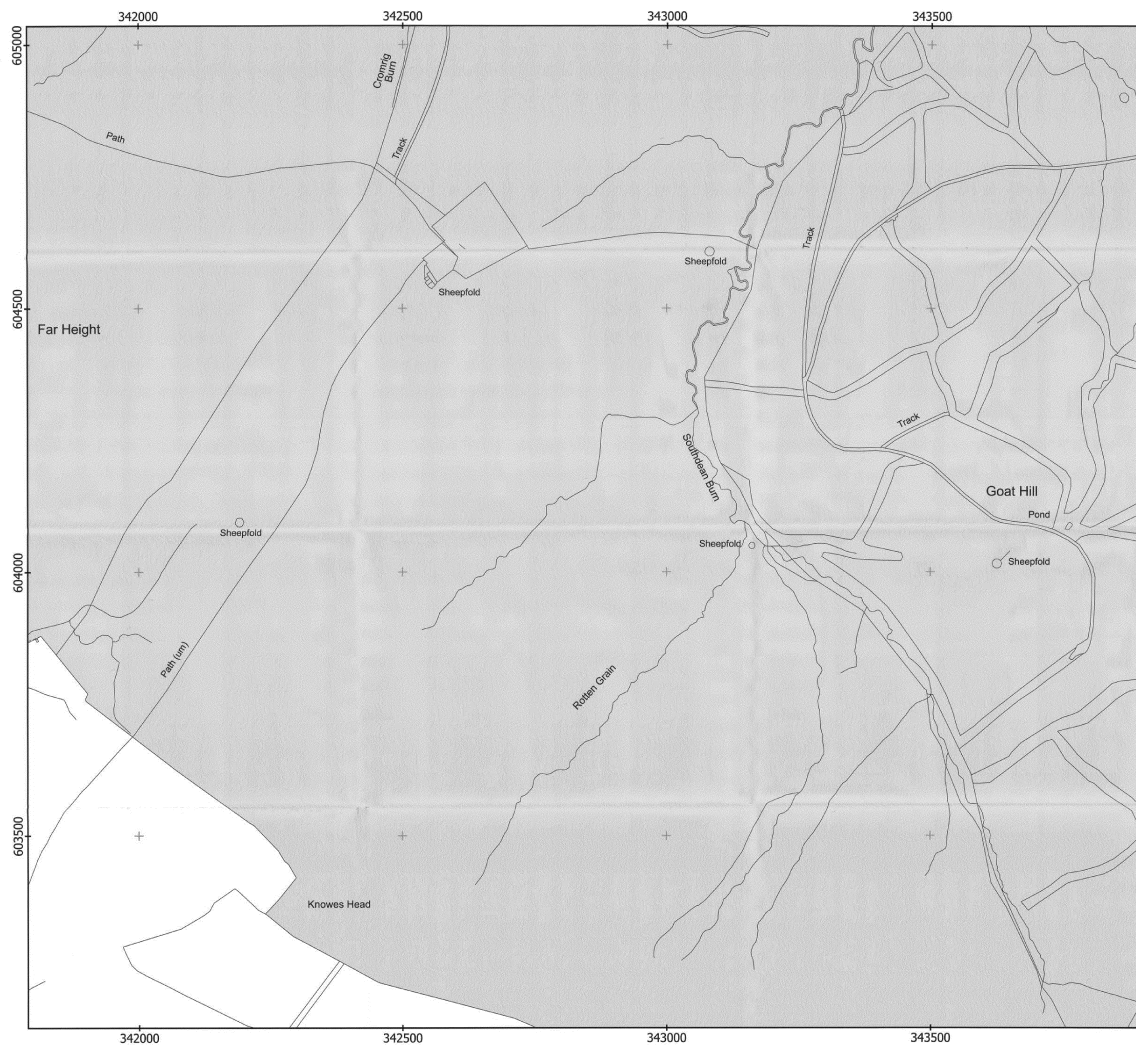 342000
342500
343000
343500
605000
Cromrig
Burn
Path
Track
Track
Sheepfold
Sheepfold
604500
Far Height
Track
Southdean Burn
Goat Hill
Pond
Sheepfold
Sheepfold
Sheepfold
604000
Path (um)
Rotten Grain
603500
Knowes Head
342000
342500
343000
343500